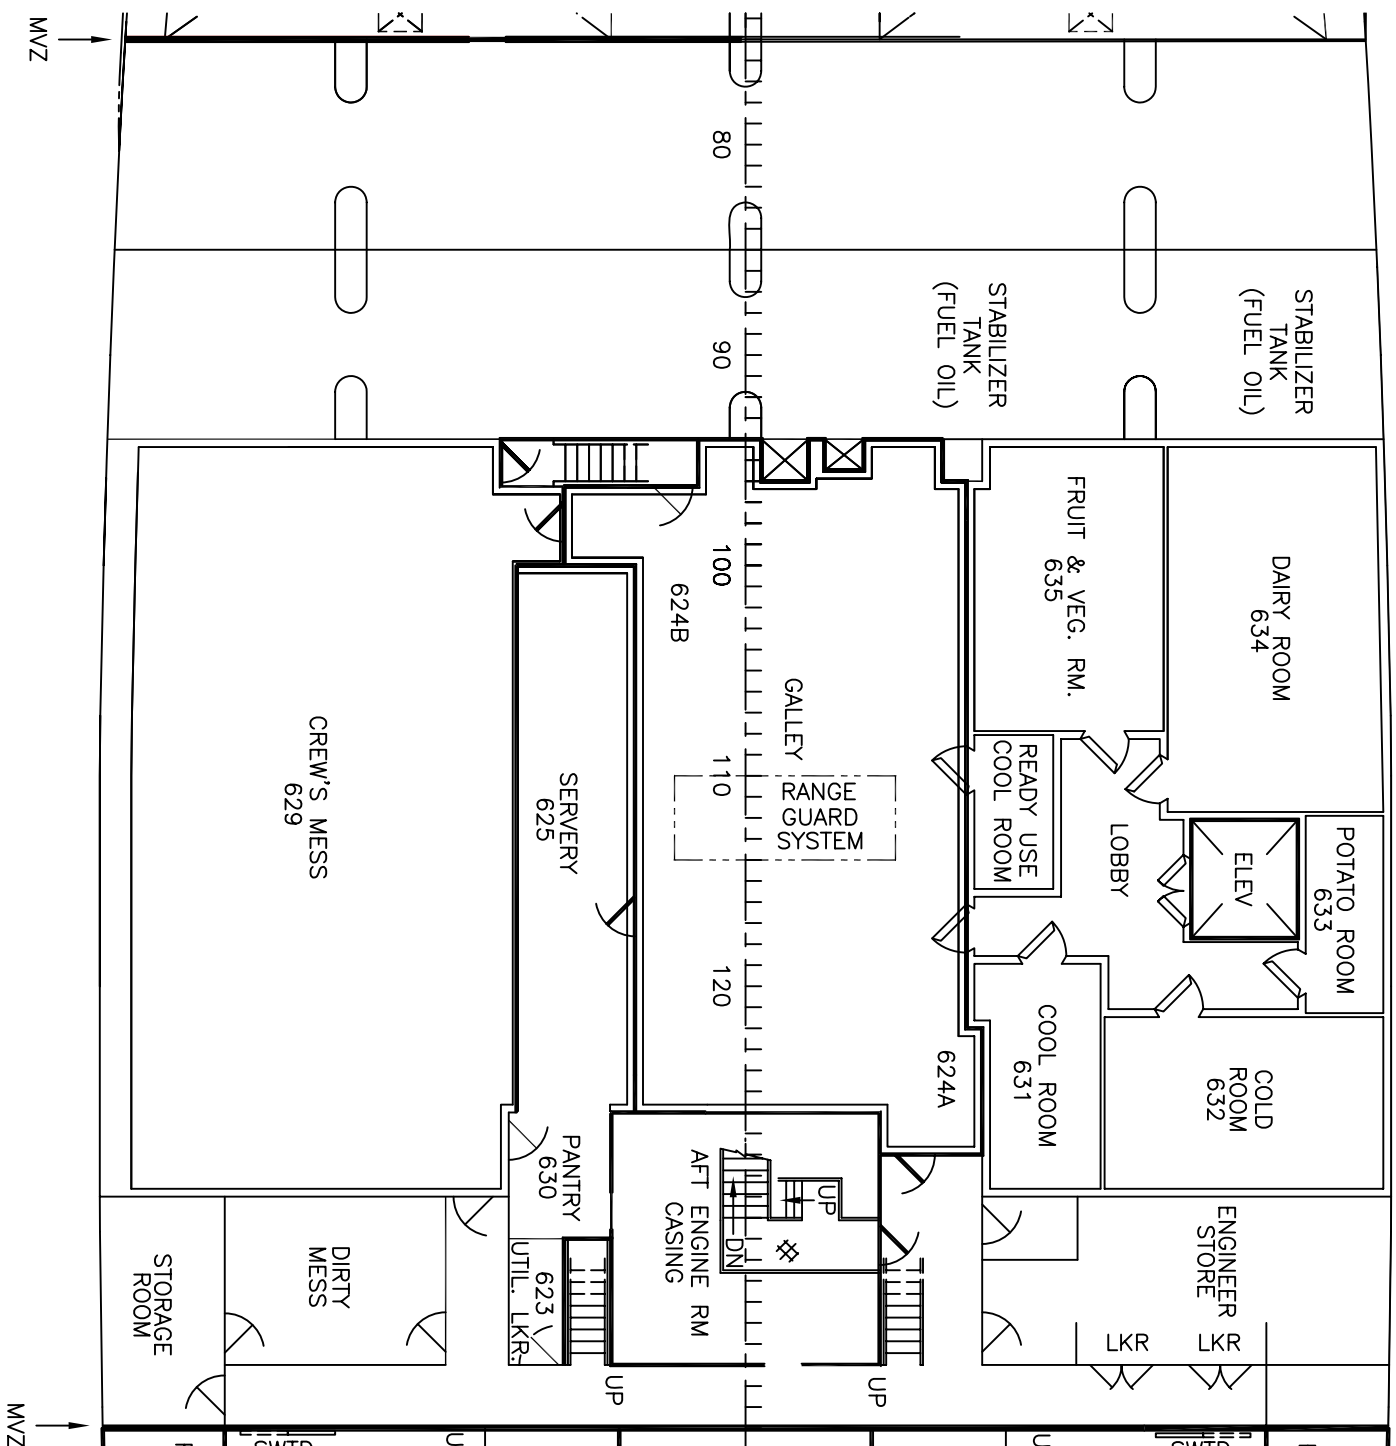 MVZ
80
90
STABILIZER
TANK
(FUEL OIL)
STABILIZER
TANK
(FUEL OIL)
FRUIT & VEG. RM.
635
DAIRY ROOM
634
100
624B
GALLEY
110
RANGE
GUARD
SYSTEM
READY USE
COOL ROOM
LOBBY
ELEV
POTATO ROOM
633
CREW'S MESS
629
SERVERY
625
120
624A
COOL ROOM
631
COLD
ROOM
632
PANTRY
630
AFT ENGINE RM
CASING
UP
DN
ENGINEER
STORE
LKR
LKR
STORAGE
ROOM
DIRTY
MESS
623
UTIL. LKR.
UP
UP
MVZ